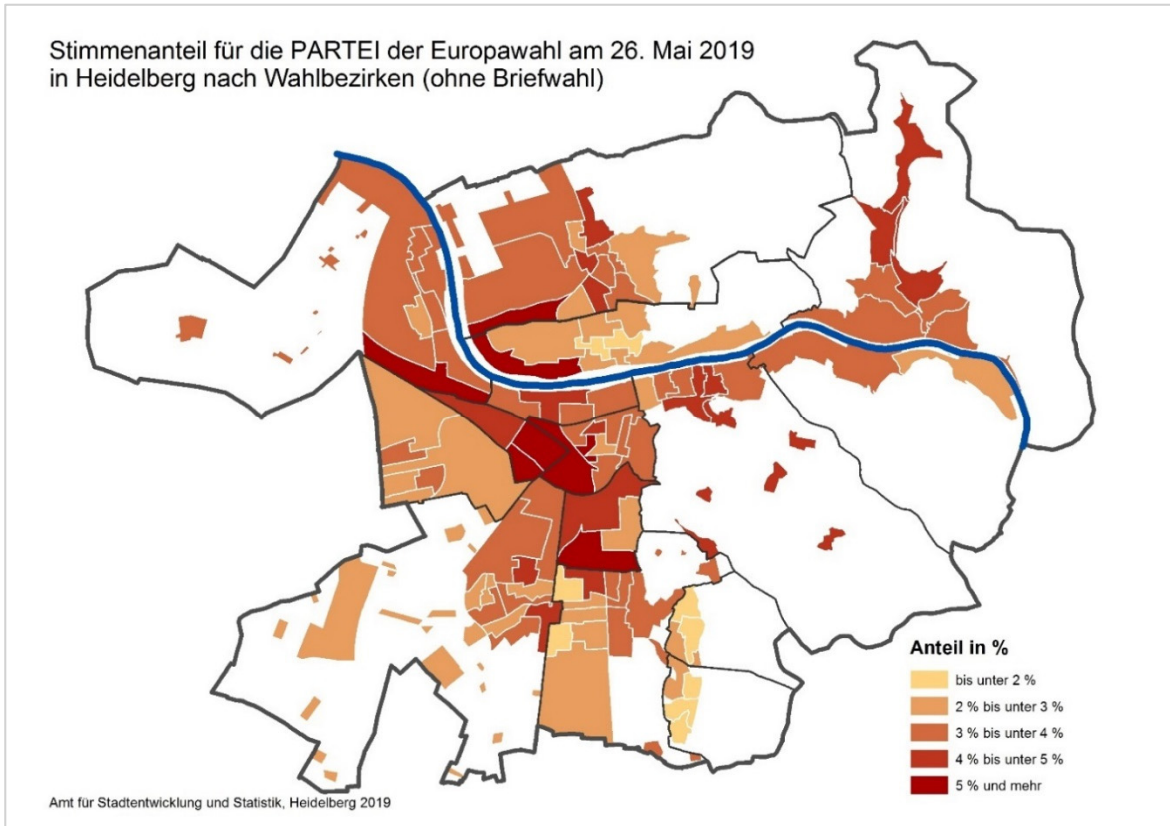 Stimmenanteil für die PARTEI der Europawahl am 26. Mai 2019
in Heidelberg nach Wahlbezirken (ohne Briefwahl)
Anteil in %
bis unter 2 %
2 % bis unter 3 %
3 % bis unter 4 %
4 % bis unter 5 %
5 % und mehr
Amt für Stadtentwicklung und Statistik, Heidelberg 2019